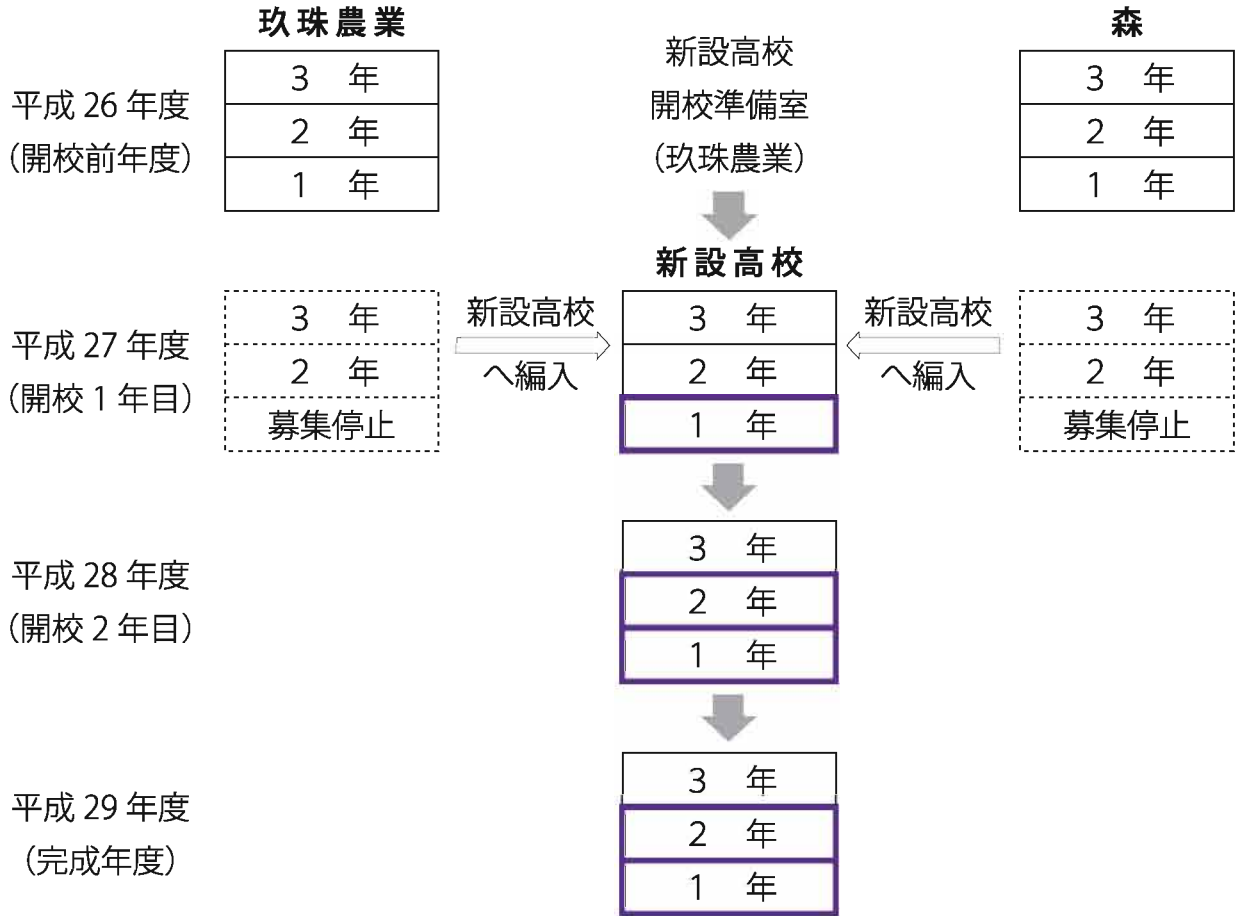 玖珠農業
森
平成 26 年度
（開校前年度）
3 年
2 年
1 年
新設高校
開校準備室
（玖珠農業）
3 年
2 年
1 年
新設高校
平成 27 年度
（開校 1 年目）
3 年
2 年
募集停止
新設高校
へ編入
3 年
2 年
1 年
新設高校
へ編入
3 年
2 年
募集停止
平成 28 年度
（開校 2 年目）
3 年
2 年
1 年
平成 29 年度
（完成年度）
3 年
2 年
1 年